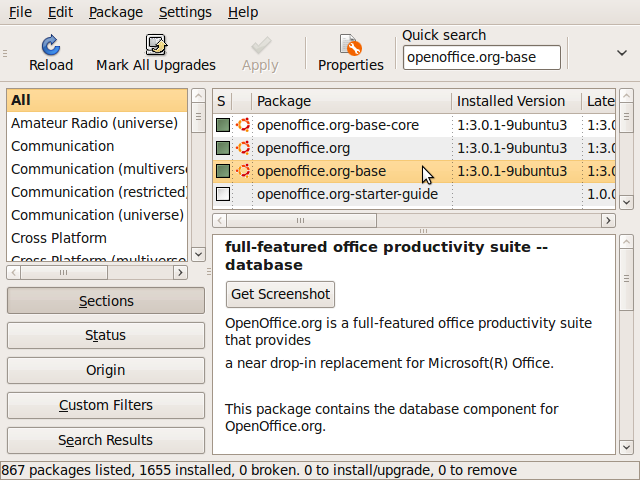 File Edit Package Settings Help
Quick search
Reload Mark All Upgrades Apply Properties openoffice.org-base
All
Amateur Radio (universe)
Communication
Communication (multivers
Communication (restricted)
Communication (universe)
Cross Platform
Cross Platform (multiverse
S Package Installed Version Late
openoffice.org-base-core 1:3.0.1-9ubuntu3 1:3.0
openoffice.org 1:3.0.1-9ubuntu3 1:3.0
openoffice.org-base 1:3.0.1-9ubuntu3 1:3.0
openoffice.org-starter-guide 1.0.0
Sections
Status
Origin
Custom Filters
Search Results
full-featured office productivity suite --
database
Get Screenshot
OpenOffice.org is a full-featured office productivity suite
that provides
a near drop-in replacement for Microsoft(R) Office.
This package contains the database component for
OpenOffice.org.
867 packages listed, 1655 installed, 0 broken. 0 to install/upgrade, 0 to remove